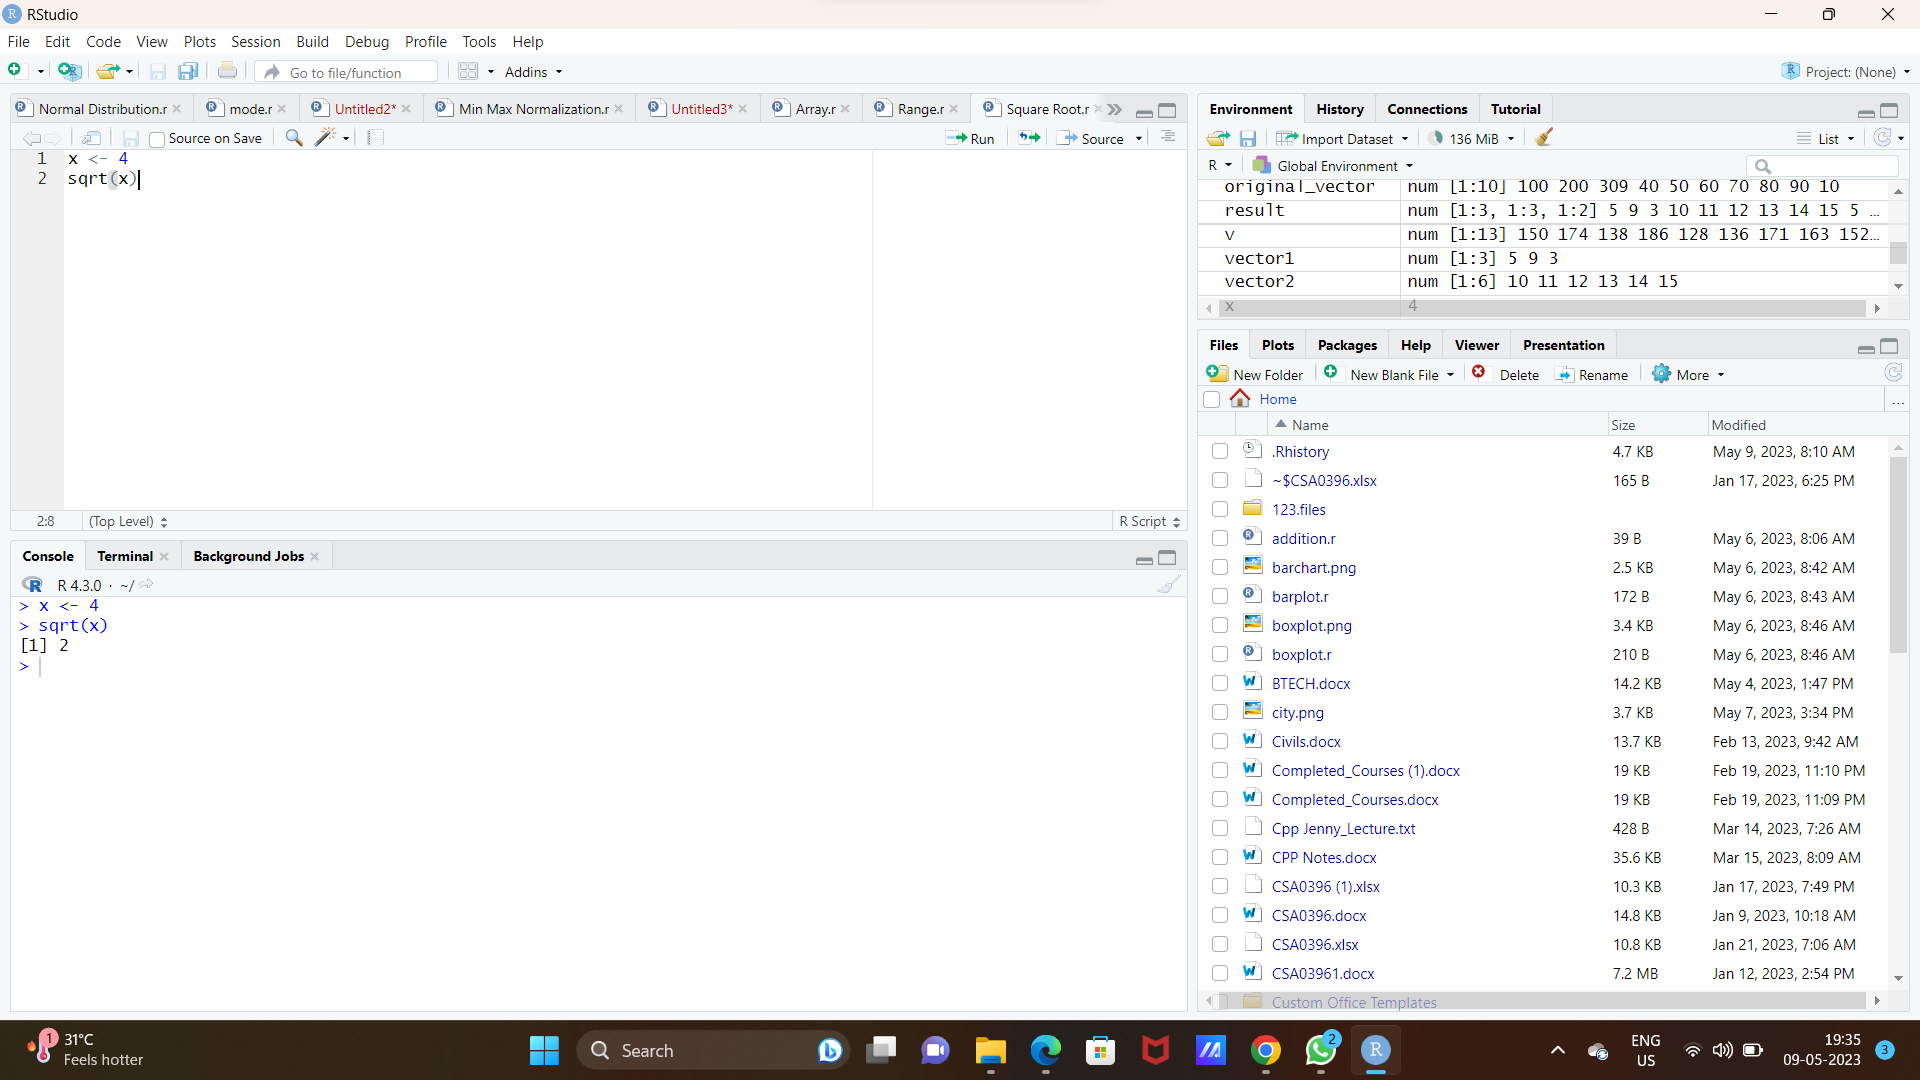 RStudio
File Edit Code View Plots Session Build Debug Profile Tools Help
Go to file/function Addins Project: (None)
Normal Distribution.r mode.r Untitled2* Min Max Normalization.r Untitled3* Array.r Range.r Square Root.r
Source on Save Run Source
1 x <- 4
2 sqrt(x)
2:8 (Top Level) R Script
Console Terminal Background Jobs
R 4.3.0 · ~/
> x <- 4
> sqrt(x)
[1] 2
>
Environment History Connections Tutorial
Import Dataset 136 MiB List
R Global Environment
original_vector num [1:10] 100 200 309 40 50 60 70 80 90 10
result num [1:3, 1:3, 1:2] 5 9 3 10 11 12 13 14 15 5 ...
v num [1:13] 150 174 138 186 128 136 171 163 152...
vector1 num [1:3] 5 9 3
vector2 num [1:6] 10 11 12 13 14 15
x 4
Files Plots Packages Help Viewer Presentation
New Folder New Blank File Delete Rename More
Home ...
Name Size Modified
.Rhistory 4.7 KB May 9, 2023, 8:10 AM
~$CSA0396.xlsx 165 B Jan 17, 2023, 6:25 PM
123.files
addition.r 39 B May 6, 2023, 8:06 AM
barchart.png 2.5 KB May 6, 2023, 8:42 AM
barplot.r 172 B May 6, 2023, 8:43 AM
boxplot.png 3.4 KB May 6, 2023, 8:46 AM
boxplot.r 210 B May 6, 2023, 8:46 AM
BTECH.docx 14.2 KB May 4, 2023, 1:47 PM
city.png 3.7 KB May 7, 2023, 3:34 PM
Civils.docx 13.7 KB Feb 13, 2023, 9:42 AM
Completed_Courses (1).docx 19 KB Feb 19, 2023, 11:10 PM
Completed_Courses.docx 19 KB Feb 19, 2023, 11:09 PM
Cpp Jenny_Lecture.txt 428 B Mar 14, 2023, 7:26 AM
CPP Notes.docx 35.6 KB Mar 15, 2023, 8:09 AM
CSA0396 (1).xlsx 10.3 KB Jan 17, 2023, 7:49 PM
CSA0396.docx 14.8 KB Jan 9, 2023, 10:18 AM
CSA0396.xlsx 10.8 KB Jan 21, 2023, 7:06 AM
CSA03961.docx 7.2 MB Jan 12, 2023, 2:54 PM
Custom Office Templates
1 31°C
Feels hotter
Search
2
R
ENG
US
19:35
09-05-2023
3